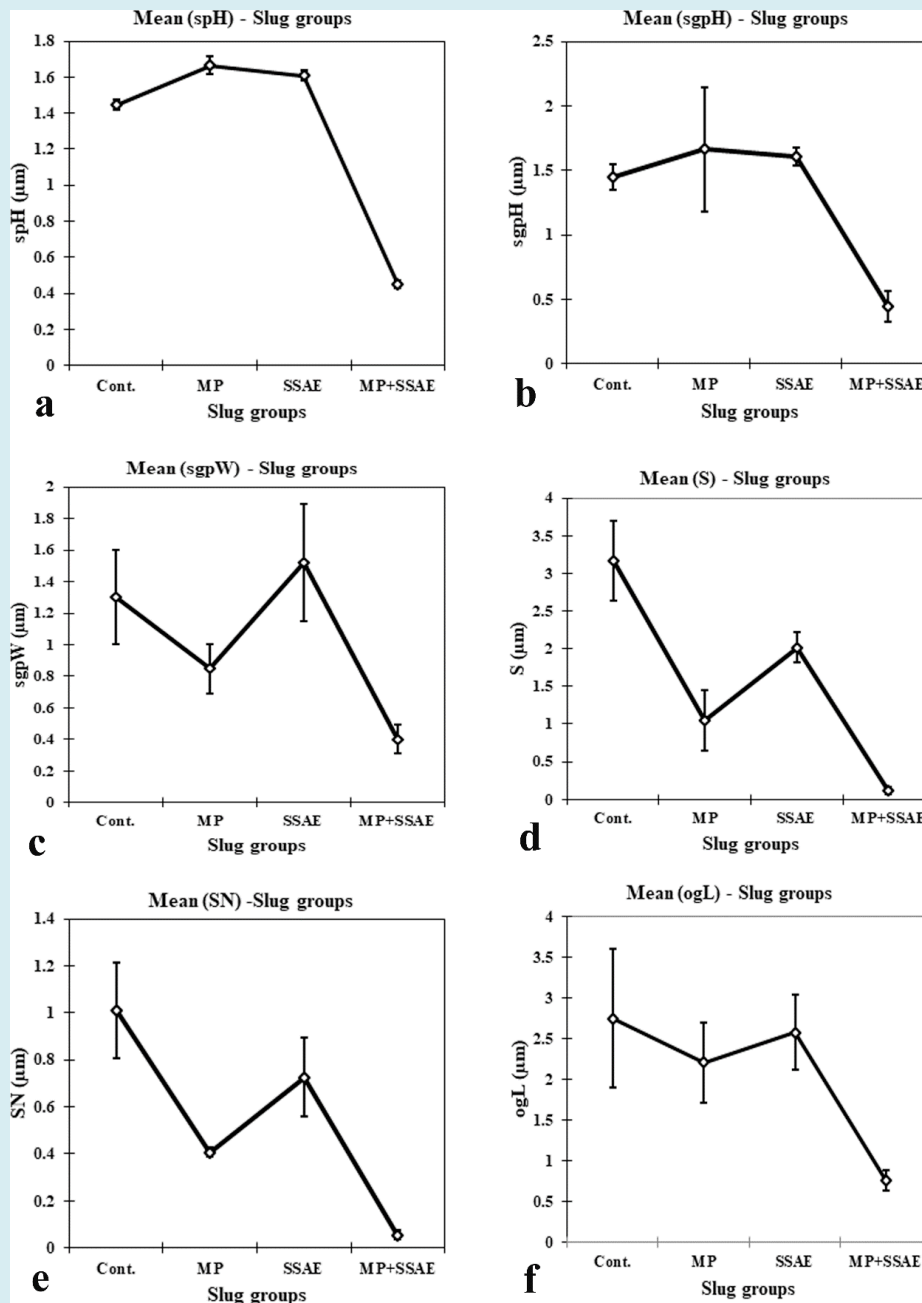 Mean (spH) - Slug groups
1.8
1.6
1.4
1.2
1
0.8
0.6
0.4
0.2
0
spH (µm)
Cont. MP SSAE MP+SSAE
Slug groups
a
Mean (sgpH) - Slug groups
2.5
2
1.5
1
0.5
0
sgpH (µm)
Cont. MP SSAE MP+SSAE
Slug groups
b
Mean (sgpW) - Slug groups
2
1.8
1.6
1.4
1.2
1
0.8
0.6
0.4
0.2
0
sgpW (µm)
Cont. MP SSAE MP+SSAE
Slug groups
c
Mean (S) - Slug groups
4
3.5
3
2.5
2
1.5
1
0.5
0
S (µm)
Cont. MP SSAE MP+SSAE
Slug groups
d
Mean (SN) -Slug groups
1.4
1.2
1
0.8
0.6
0.4
0.2
0
SN (µm)
Cont. MP SSAE MP+SSAE
Slug groups
e
Mean (ogL) - Slug groups
4
3.5
3
2.5
2
1.5
1
0.5
0
ogL (µm)
Cont. MP SSAE MP+SSAE
Slug groups
f